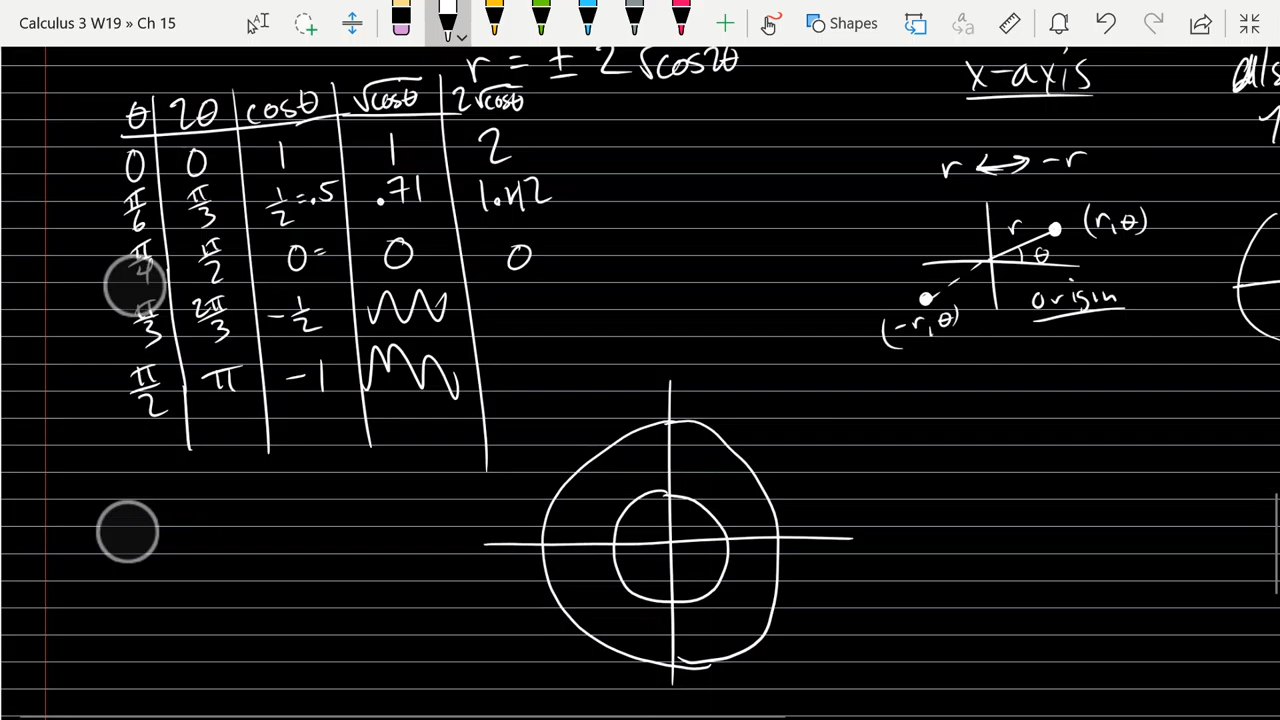 Calculus 3 W19 » Ch 15
Shapes
r = ± 2 √cos2θ
θ 2θ cosθ √cosθ 2√cosθ
0 0 1 1 2
π/6 π/3 1/2=.5 .71 1.42
π/4 π/2 0= 0 0
π/3 2π/3 -1/2
π/2 π -1
x-axis
r ↔ -r
r (r,θ)
θ
origin
(-r,θ)